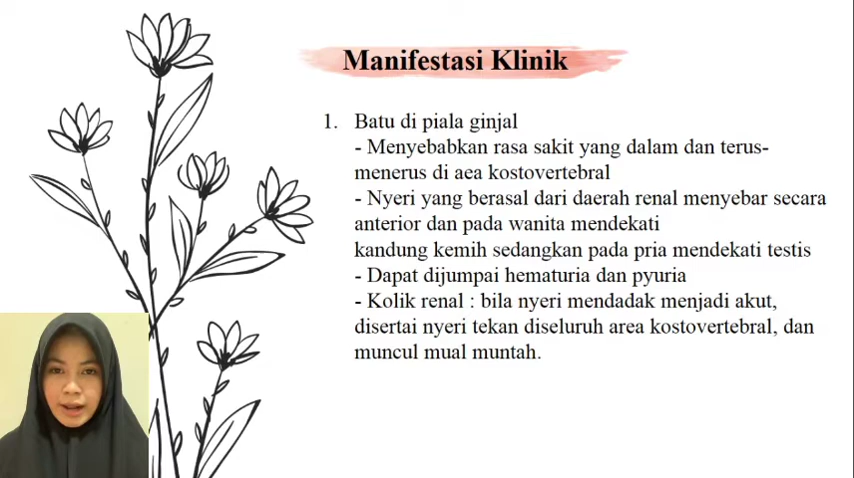 Manifestasi Klinik
1. Batu di piala ginjal
- Menyebabkan rasa sakit yang dalam dan terus-
menerus di aea kostovertebral
- Nyeri yang berasal dari daerah renal menyebar secara
anterior dan pada wanita mendekati
kandung kemih sedangkan pada pria mendekati testis
- Dapat dijumpai hematuria dan pyuria
- Kolik renal : bila nyeri mendadak menjadi akut,
disertai nyeri tekan diseluruh area kostovertebral, dan
muncul mual muntah.